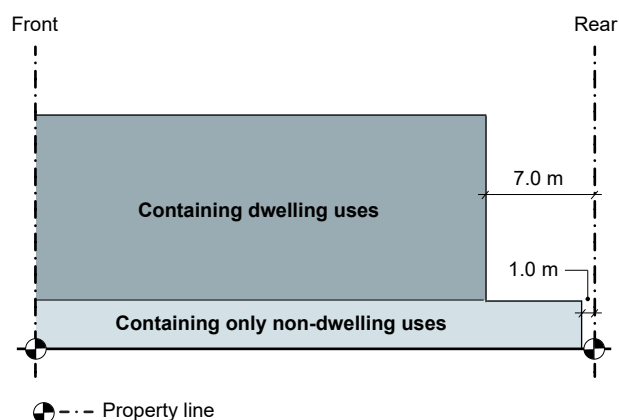 Front
Rear
7.0 m
Containing dwelling uses
1.0 m
Containing only non-dwelling uses
Property line